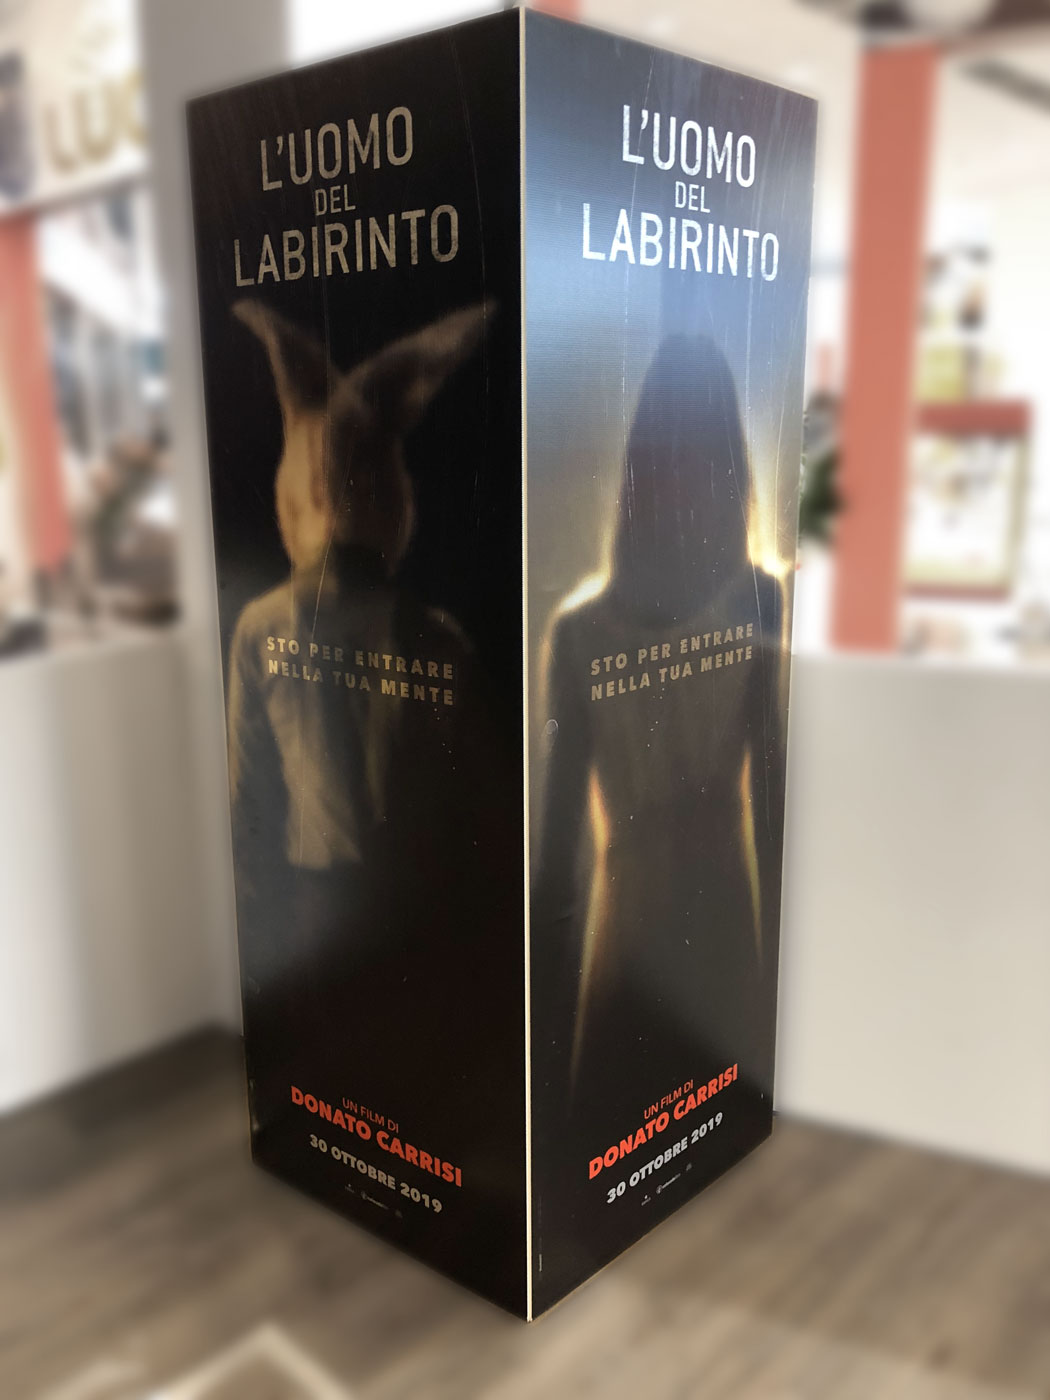 L'UOMO
DEL
LABIRINTO
STO PER ENTRARE
NELLA TUA MENTE
UN FILM DI
DONATO CARRISI
30 OTTOBRE 2019
L'UOMO
DEL
LABIRINTO
STO PER ENTRARE
NELLA TUA MENTE
UN FILM DI
DONATO CARRISI
30 OTTOBRE 2019